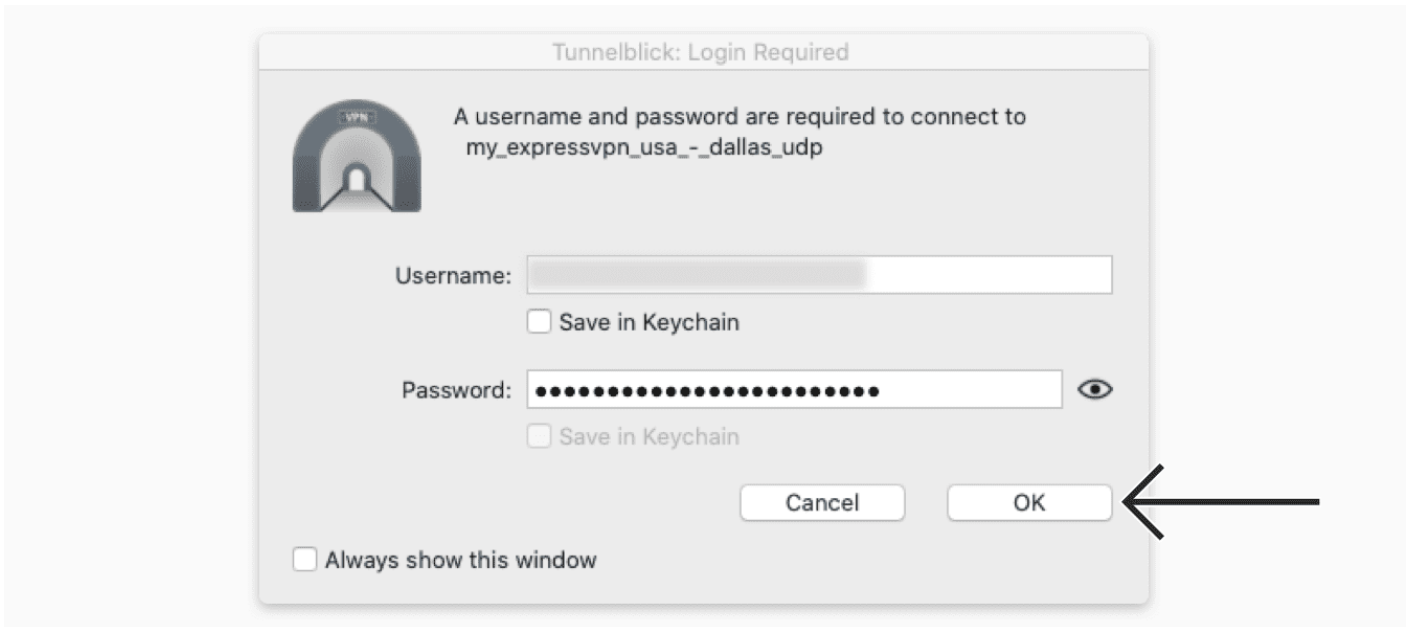 Tunnelblick: Login Required
VPN
A username and password are required to connect to
my_expressvpn_usa_-_dallas_udp
Username:
Save in Keychain
Password: ••••••••••••••••••••••••
Save in Keychain
Cancel OK
Always show this window